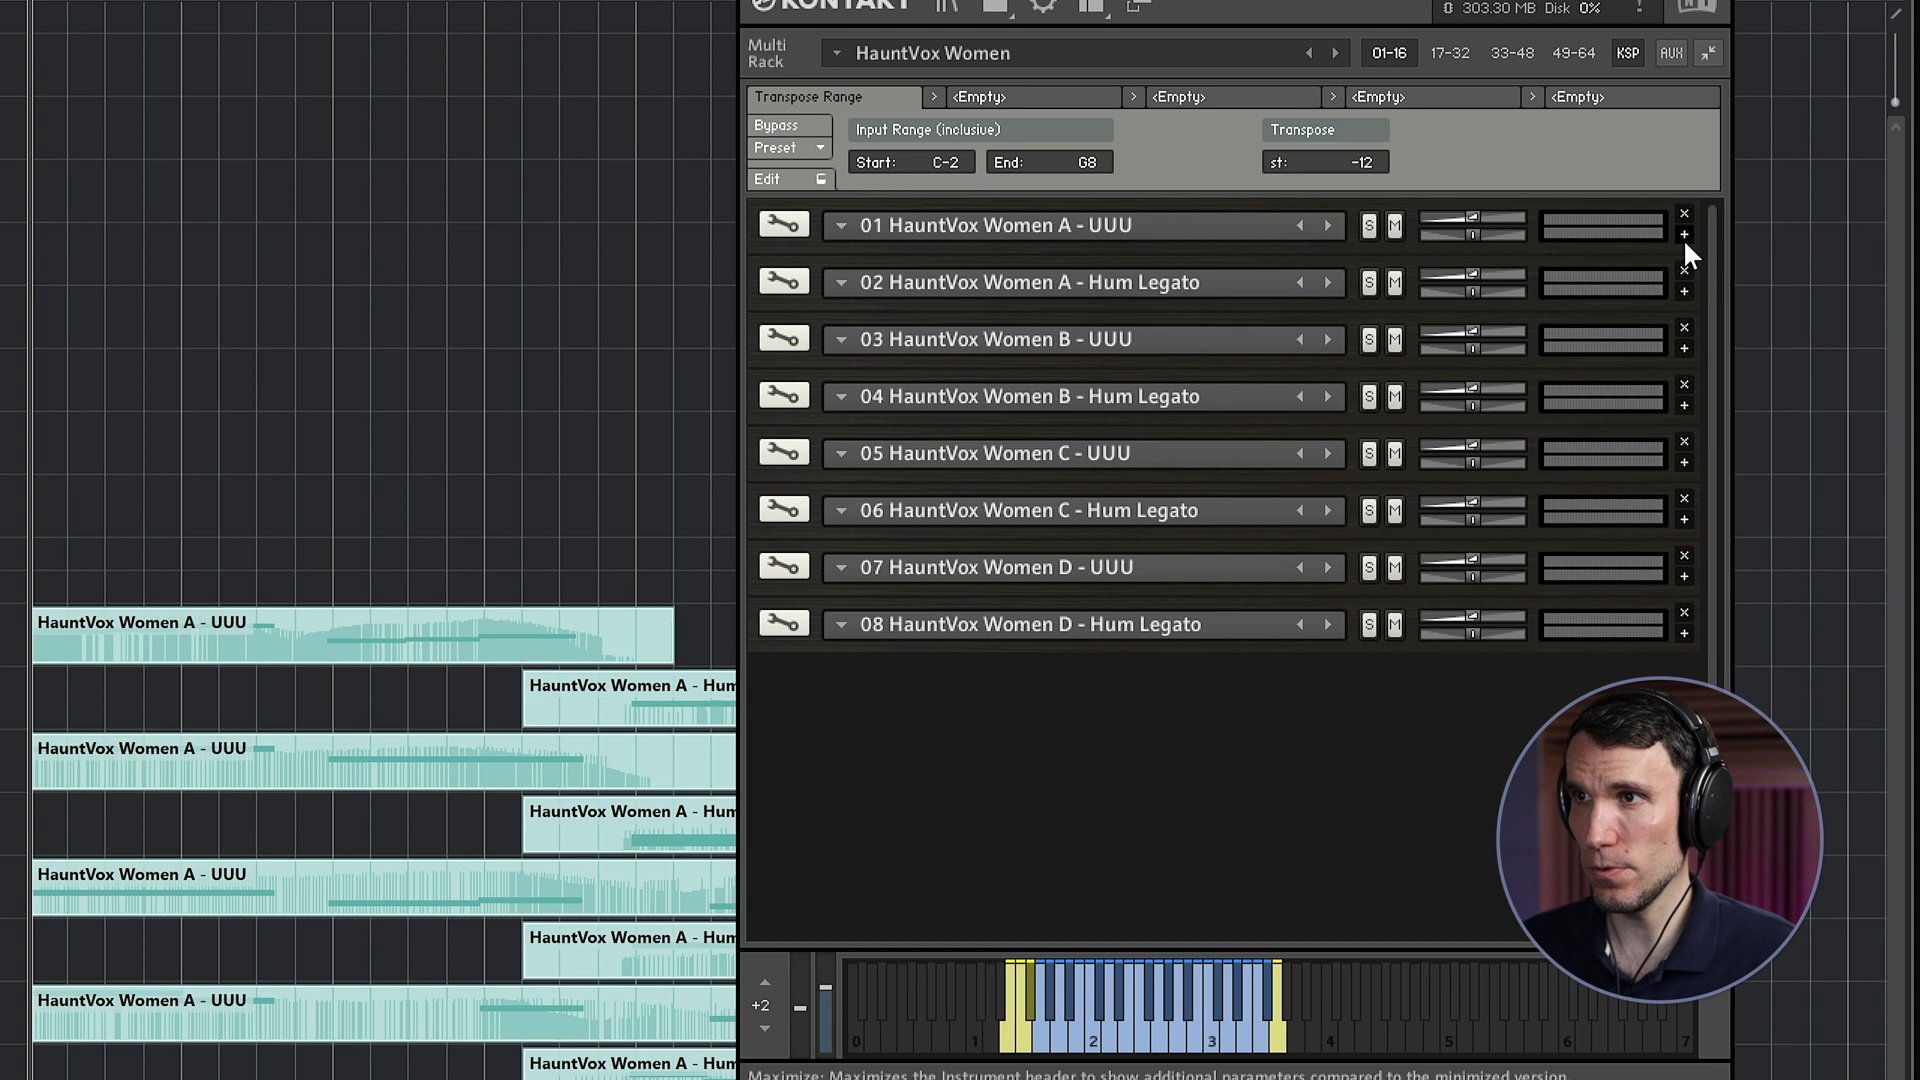 KONTAKT
303.30 MB Disk 0% !
Multi
Rack
HauntVox Women
01-16 17-32 33-48 49-64 KSP AUX
Transpose Range > <Empty> > <Empty> > <Empty> > <Empty>
Bypass
Input Range (inclusive)
Transpose
Preset
Start: C-2 End: G8
st: -12
Edit
01 HauntVox Women A - UUU S M
02 HauntVox Women A - Hum Legato S M
03 HauntVox Women B - UUU S M
04 HauntVox Women B - Hum Legato S M
05 HauntVox Women C - UUU S M
06 HauntVox Women C - Hum Legato S M
07 HauntVox Women D - UUU S M
08 HauntVox Women D - Hum Legato S M
HauntVox Women A - UUU
HauntVox Women A - Hum
HauntVox Women A - UUU
HauntVox Women A - Hum
HauntVox Women A - UUU
HauntVox Women A - Hum
HauntVox Women A - UUU
HauntVox Women A - Hum
+2
0 1 2 3 4 5 6 7
Maximize: Maximizes the Instrument header to show additional parameters compared to the minimized version.